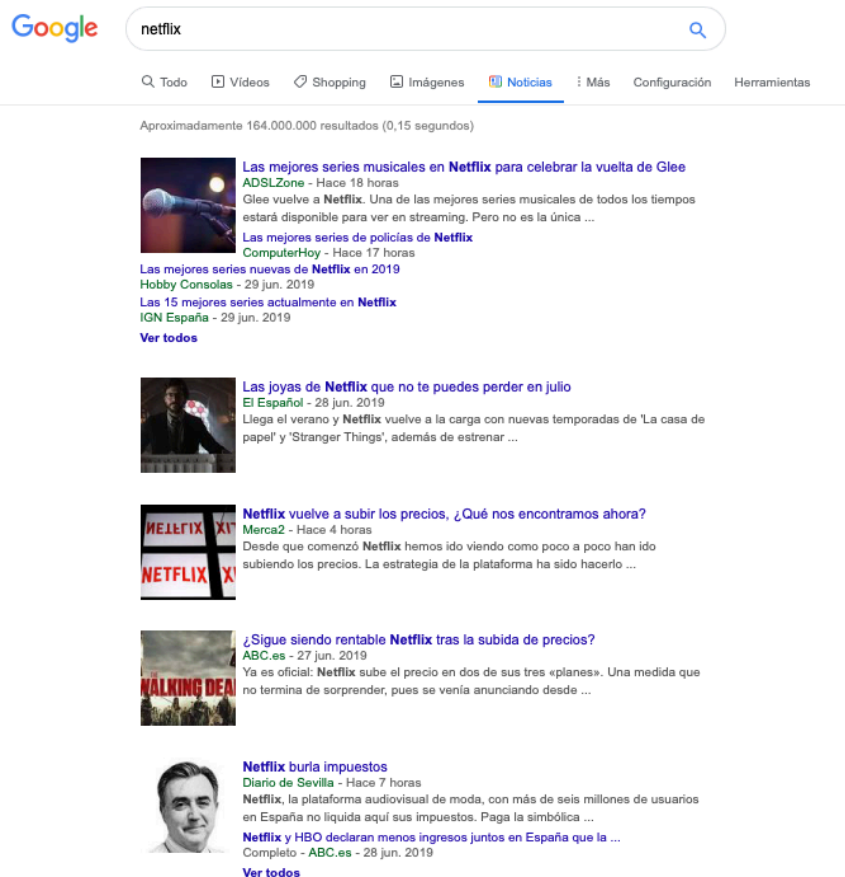 Google
netflix
Todo Vídeos Shopping Imágenes Noticias Más Configuración Herramientas
Aproximadamente 164.000.000 resultados (0,15 segundos)
Las mejores series musicales en Netflix para celebrar la vuelta de Glee
ADSLZone - Hace 18 horas
Glee vuelve a Netflix. Una de las mejores series musicales de todos los tiempos
estará disponible para ver en streaming. Pero no es la única ...
Las mejores series de policías de Netflix
ComputerHoy - Hace 17 horas
Las mejores series nuevas de Netflix en 2019
Hobby Consolas - 29 jun. 2019
Las 15 mejores series actualmente en Netflix
IGN España - 29 jun. 2019
Ver todos
Las joyas de Netflix que no te puedes perder en julio
El Español - 28 jun. 2019
Llega el verano y Netflix vuelve a la carga con nuevas temporadas de 'La casa de
papel' y 'Stranger Things', además de estrenar ...
NETFLIX
NETFLIX
Netflix vuelve a subir los precios, ¿Qué nos encontramos ahora?
Merca2 - Hace 4 horas
Desde que comenzó Netflix hemos ido viendo como poco a poco han ido
subiendo los precios. La estrategia de la plataforma ha sido hacerlo ...
THE
WALKING DEA
¿Sigue siendo rentable Netflix tras la subida de precios?
ABC.es - 27 jun. 2019
Ya es oficial: Netflix sube el precio en dos de sus tres «planes». Una medida que
no termina de sorprender, pues se venía anunciando desde ...
Netflix burla impuestos
Diario de Sevilla - Hace 7 horas
Netflix, la plataforma audiovisual de moda, con más de seis millones de usuarios
en España no liquida aquí sus impuestos. Paga la simbólica ...
Netflix y HBO declaran menos ingresos juntos en España que la ...
Completo - ABC.es - 28 jun. 2019
Ver todos